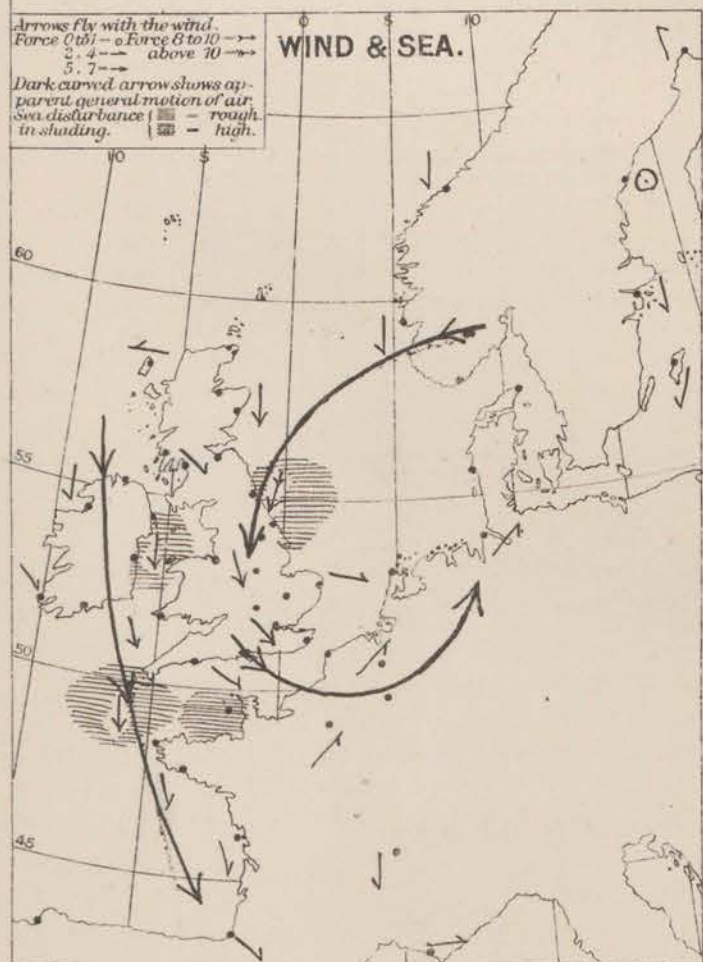 0 5 10
Arrows fly with the wind.
Force 0 to 1 Force 8 to 10
2. 4 above 10
5. 7
WIND & SEA.
Dark curved arrow shows ap-
parent general motion of air.
Sea disturbance - rough.
in shading. - high.
10 5
60
55
50
45